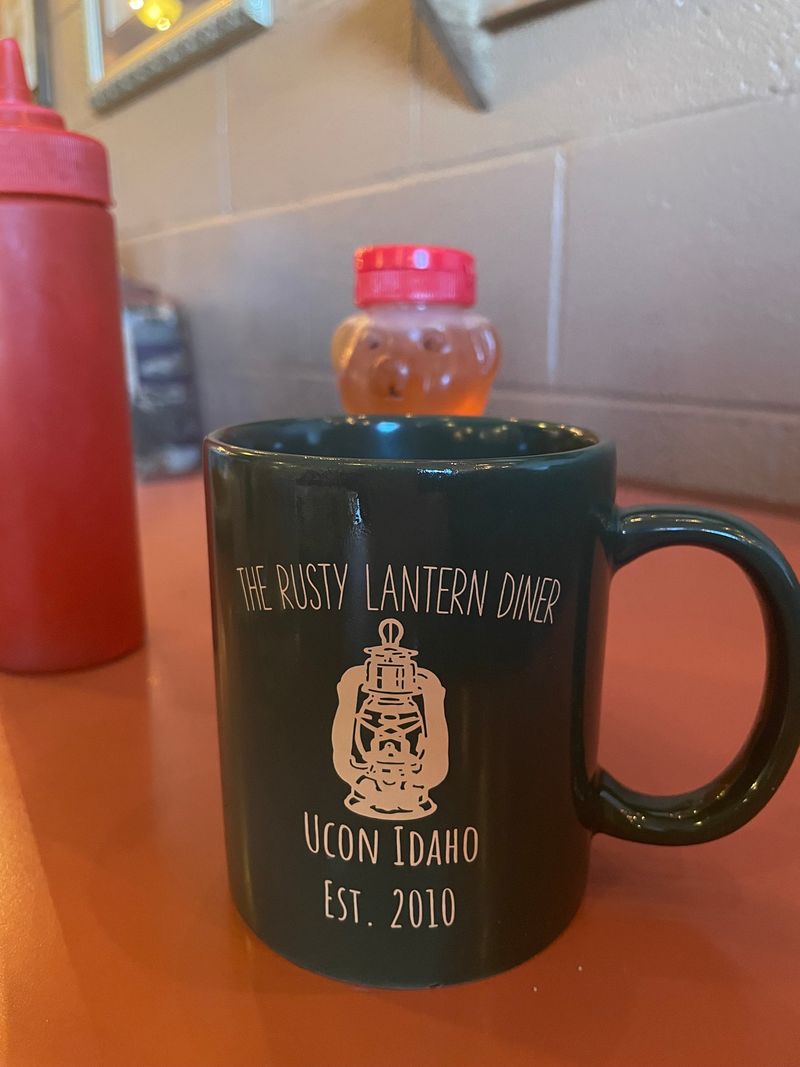 THE RUSTY LANTERN DINER
UCON IDAHO
EST. 2010